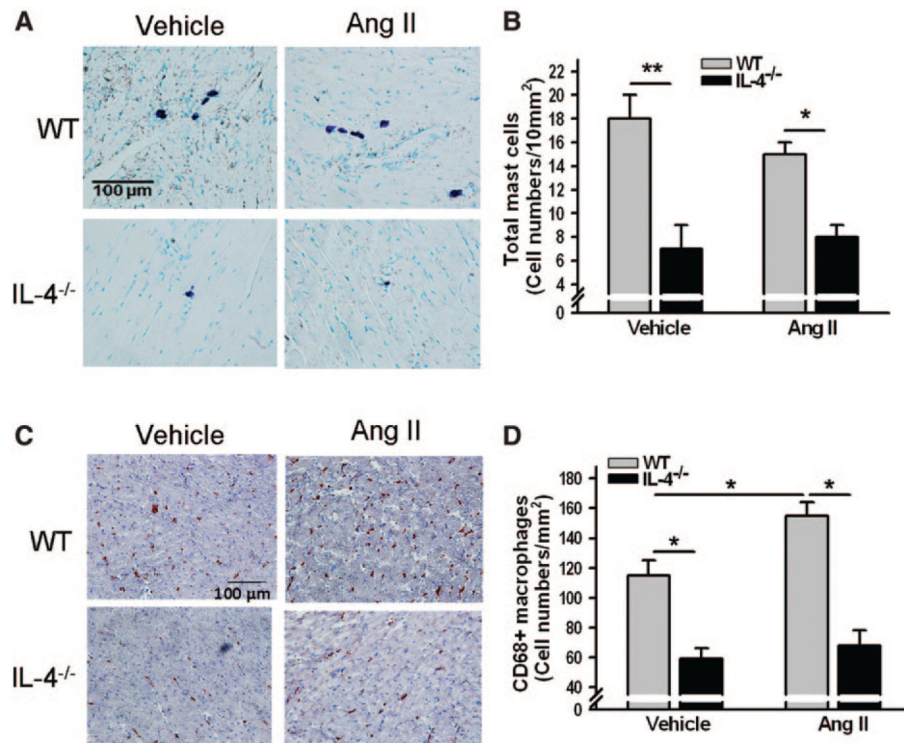 A
Vehicle
Ang II
WT
100 µm
IL-4-/-
B
WT
IL-4-/-
Total mast cells
(Cell numbers/10mm²)
22
20
18
16
14
12
10
8
6
4
0
**
*
Vehicle
Ang II
C
Vehicle
Ang II
WT
100 µm
IL-4-/-
D
WT
IL-4-/-
CD68+ macrophages
(Cell numbers/mm²)
180
160
140
120
100
80
60
40
0
*
*
*
Vehicle
Ang II